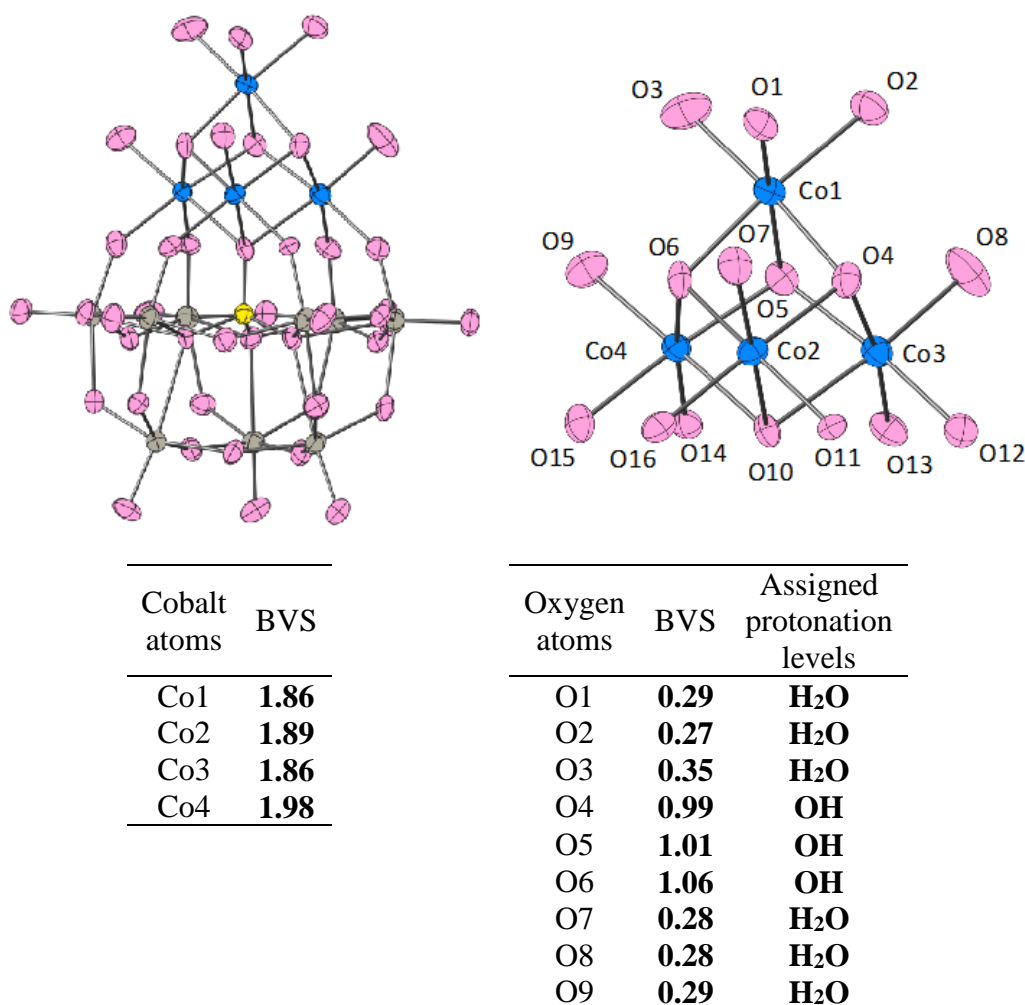 O1
O2
O3
Co1
O7
O9
O6
O4
O8
O5
Co4
Co2
Co3
O15
O16
O14
O10
O11
O13
O12
Cobalt atoms BVS
Co1 1.86
Co2 1.89
Co3 1.86
Co4 1.98
Oxygen atoms BVS Assigned protonation levels
O1 0.29 H₂O
O2 0.27 H₂O
O3 0.35 H₂O
O4 0.99 OH
O5 1.01 OH
O6 1.06 OH
O7 0.28 H₂O
O8 0.28 H₂O
O9 0.29 H₂O